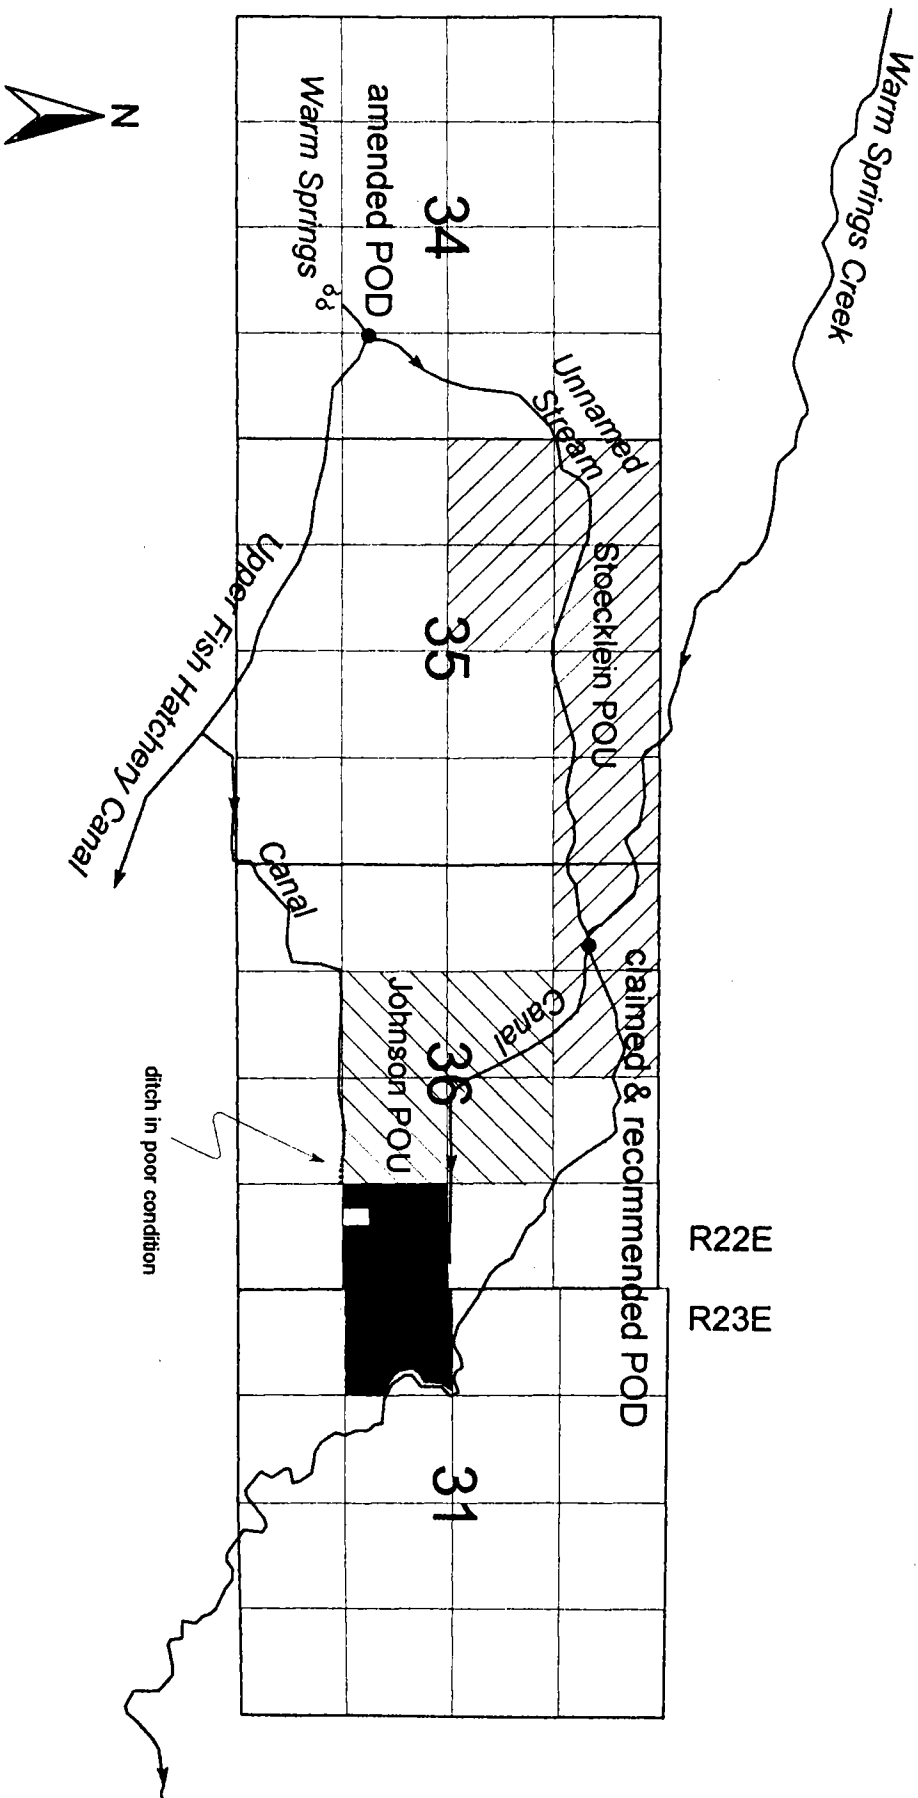 Warm Springs Creek
N
R22E
R23E
claimed & recommended POD
Unnamed
Stream
Stoecklein POU
34
35
36
31
amended POD
Warm Springs
Canal
Johnson POU
Upper Fish Hatchery Canal
Canal
ditch in poor condition